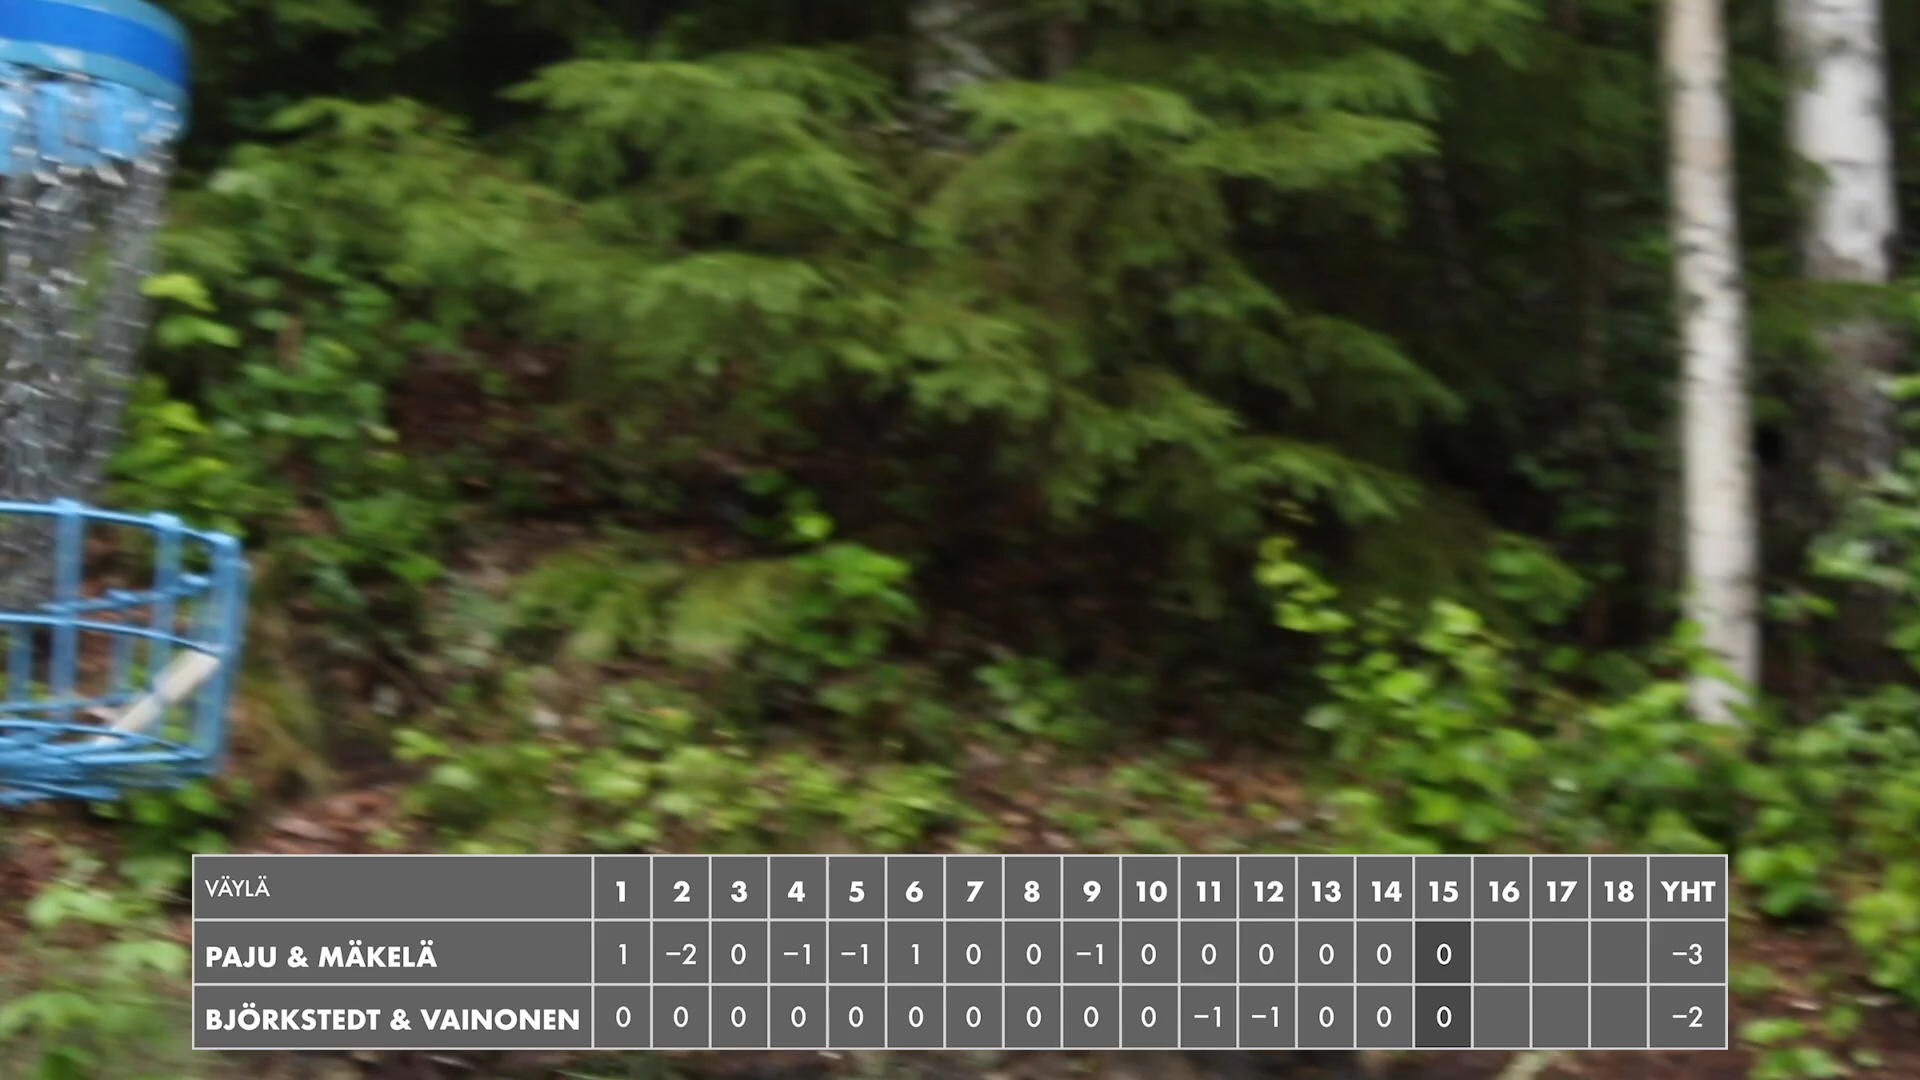 VÄYLÄ 1 2 3 4 5 6 7 8 9 10 11 12 13 14 15 16 17 18 YHT
PAJU & MÄKELÄ 1 −2 0 −1 −1 1 0 0 −1 0 0 0 0 0 0 −3
BJÖRKSTEDT & VAINONEN 0 0 0 0 0 0 0 0 0 0 −1 −1 0 0 0 −2